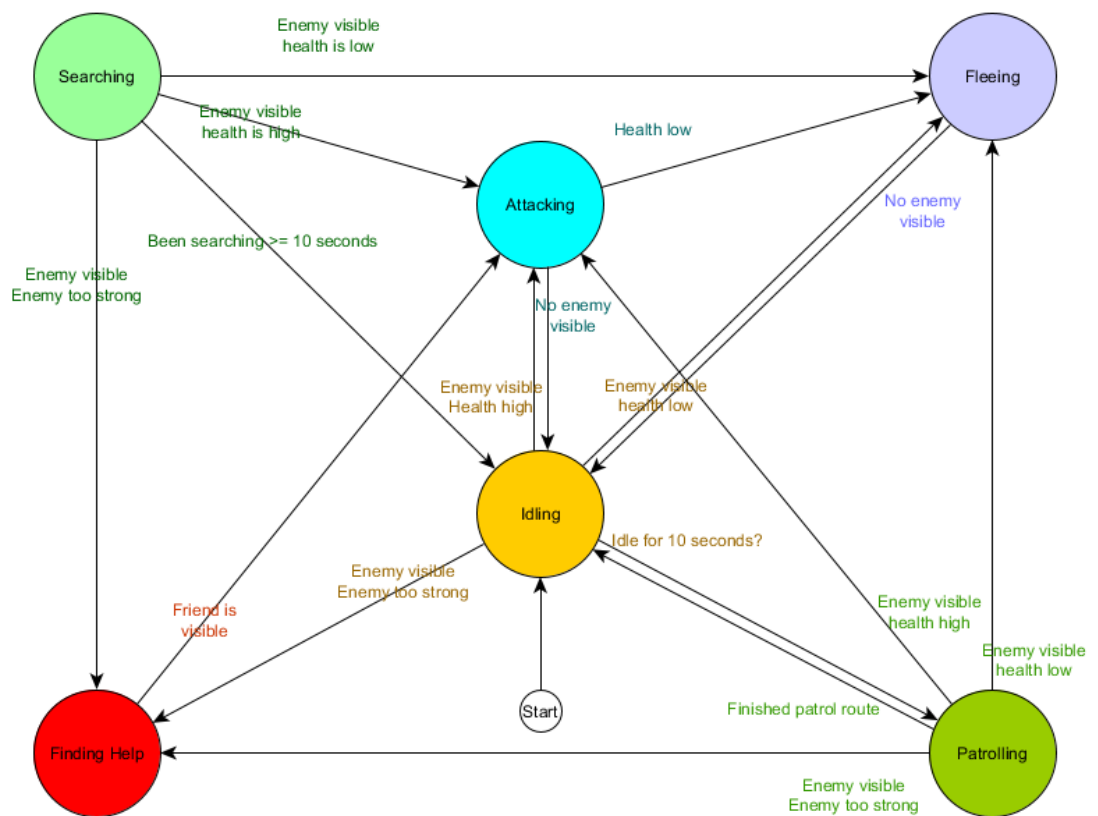 Enemy visible
health is low
Searching
Fleeing
Enemy visible
health is high
Health low
Attacking
No enemy
visible
Been searching >= 10 seconds
Enemy visible
Enemy too strong
No enemy
visible
Enemy visible
Health high
Enemy visible
health low
Idling
Idle for 10 seconds?
Enemy visible
Enemy too strong
Friend is
visible
Enemy visible
health high
Enemy visible
health low
Start
Finished patrol route
Finding Help
Patrolling
Enemy visible
Enemy too strong